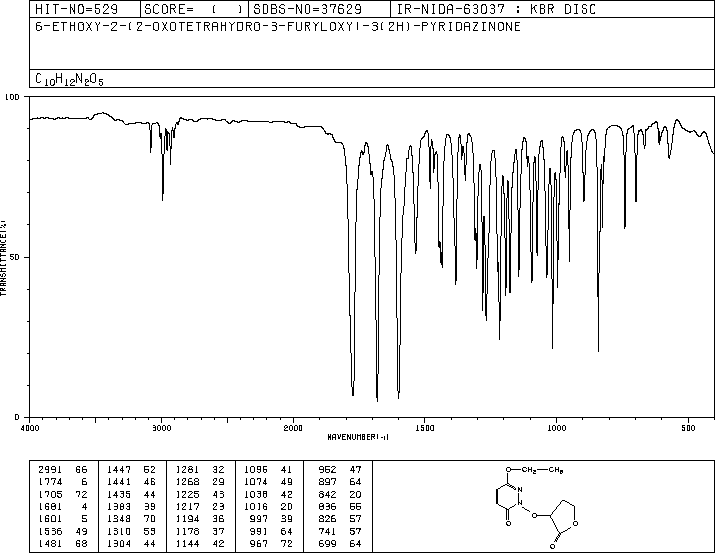 HIT-NO=529 SCORE= ( ) SDBS-NO=37629 IR-NIDA-63037 : KBR DISC
6-ETHOXY-2-(2-OXOTETRAHYDRO-3-FURYLOXY)-3(2H)-PYRIDAZINONE
C10H12N2O5
100
50
0
TRANSMITTANCE(%)
4000 3000 2000 1500 1000 500
WAVENUMBER(-1)
2991 66 1447 52 1281 32 1096 41 952 47
1774 6 1441 46 1268 29 1074 49 897 64
1705 72 1435 44 1225 45 1038 42 842 20
1681 4 1383 39 1217 23 1016 20 836 55
1601 5 1348 70 1194 36 997 39 826 57
1536 49 1310 53 1178 37 991 64 741 57
1481 68 1304 44 1144 42 967 72 699 64
O CH2 CH3
N
N
O
O
O
O